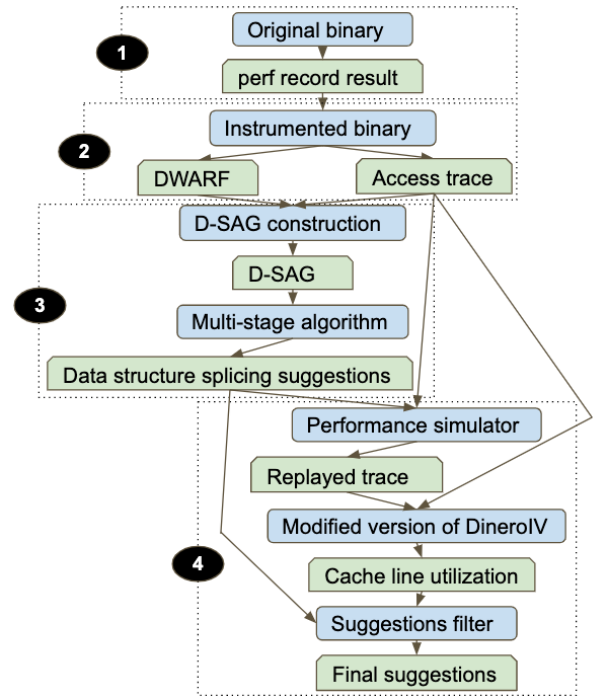 1
Original binary
perf record result
2
Instrumented binary
DWARF
Access trace
3
D-SAG construction
D-SAG
Multi-stage algorithm
Data structure splicing suggestions
4
Performance simulator
Replayed trace
Modified version of DineroIV
Cache line utilization
Suggestions filter
Final suggestions